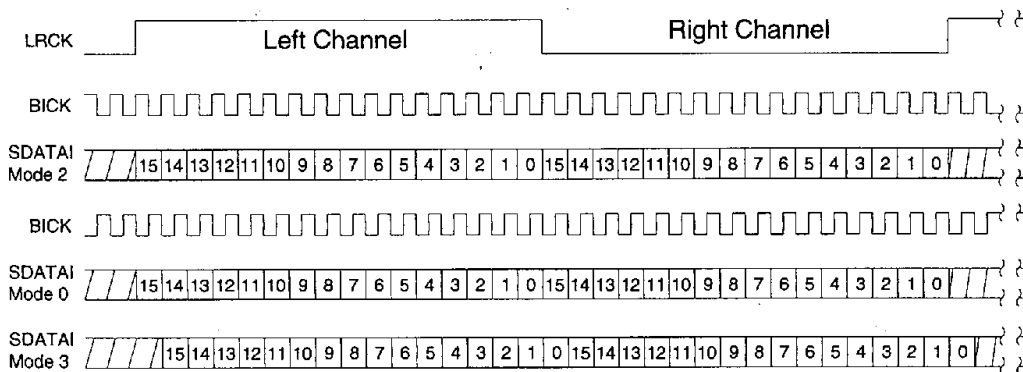 LRCK Left Channel Right Channel
BICK
SDATAI
Mode 2
15 14 13 12 11 10 9 8 7 6 5 4 3 2 1 0 15 14 13 12 11 10 9 8 7 6 5 4 3 2 1 0
BICK
SDATAI
Mode 0
15 14 13 12 11 10 9 8 7 6 5 4 3 2 1 0 15 14 13 12 11 10 9 8 7 6 5 4 3 2 1 0
SDATAI
Mode 3
15 14 13 12 11 10 9 8 7 6 5 4 3 2 1 0 15 14 13 12 11 10 9 8 7 6 5 4 3 2 1 0